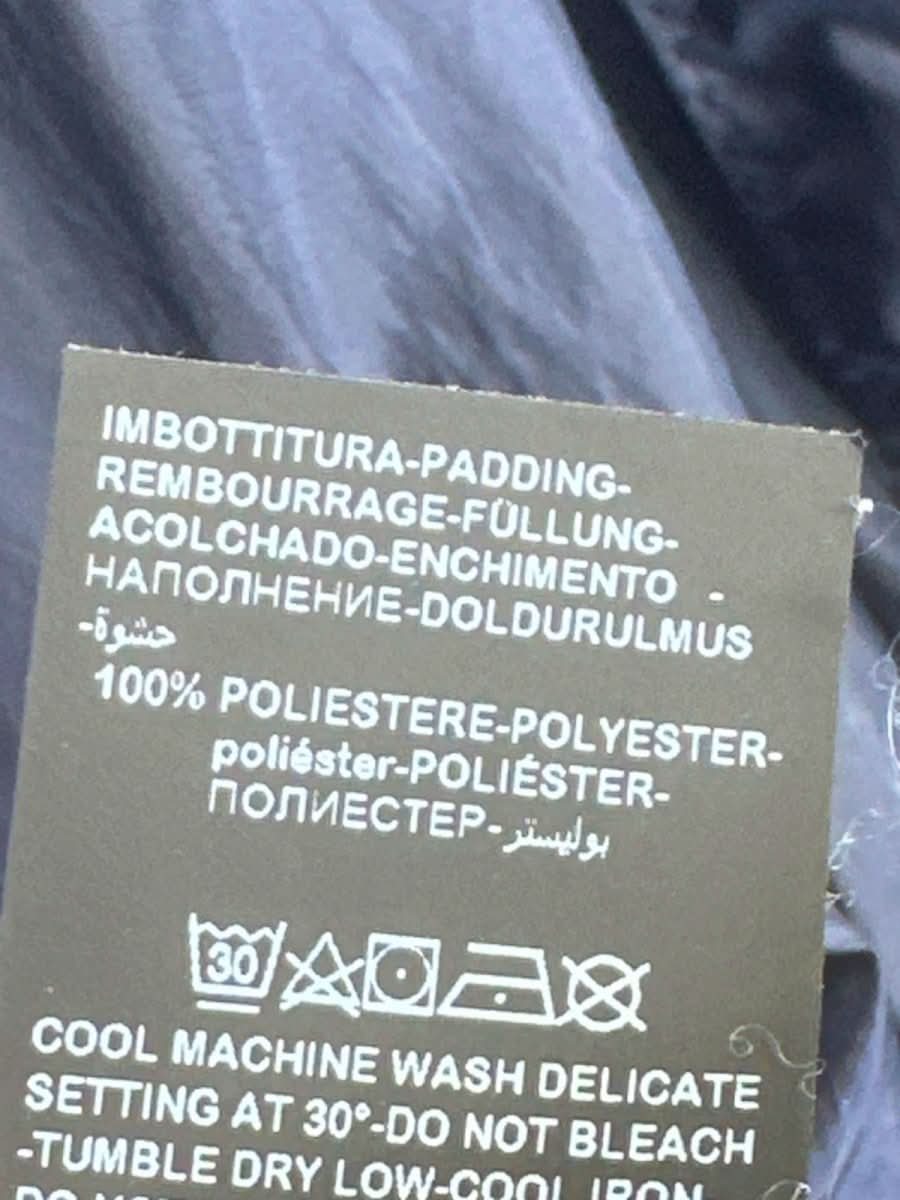 IMBOTTITURA-PADDING-
REMBOURRAGE-FÜLLUNG-
ACOLCHADO-ENCHIMENTO -
НАПОЛНЕНИЕ-DOLDURULMUS
-حشوة
100% POLIESTERE-POLYESTER-
poliéster-POLIÉSTER-
ПОЛИЕСТЕР-بوليستر
30
COOL MACHINE WASH DELICATE
SETTING AT 30°-DO NOT BLEACH
-TUMBLE DRY LOW-COOL IRON